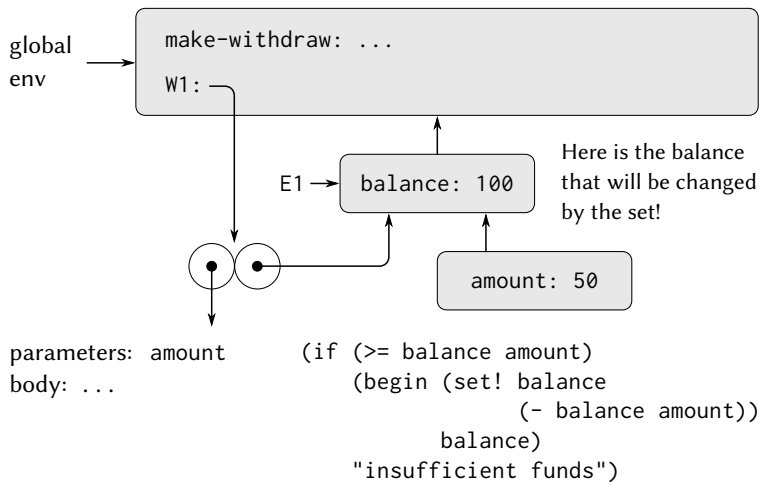 global
env
make-withdraw: ...
W1:
E1
balance: 100
Here is the balance
that will be changed
by the set!
amount: 50
parameters: amount
body: ...
(if (>= balance amount)
(begin (set! balance
(- balance amount))
balance)
"insufficient funds")